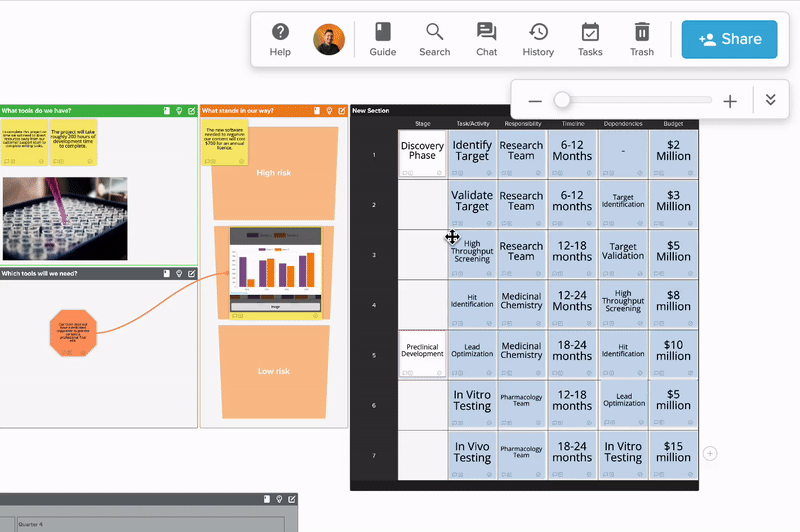 Help
Guide
Search
Chat
History
Tasks
Trash
Share
What tools do we have?
The project will take
roughly 200 hours of
development time to
complete.
Which tools will we need?
What stands in our way?
The new software
needed to organize
our content will cost
$700 for an annual
licence.
High risk
Low risk
New Section
Stage Task/Activity Responsibility Timeline Dependencies Budget
1 Discovery Phase Identify Target Research Team 6-12 Months - $2 Million
2 Validate Target Research Team 6-12 Months Target Identification $3 Million
3 High Throughput Screening Research Team 12-18 months Target Validation $5 Million
4 Hit Identification Medicinal Chemistry 12-24 Months High Throughput Screening $8 million
5 Preclinical Development Lead Optimization Medicinal Chemistry 18-24 months Hit Identification $10 million
6 In Vitro Testing Pharmacology Team 12-18 months Lead Optimization $5 million
7 In Vivo Testing Pharmacology Team 18-24 months In Vitro Testing $15 million
Quarter 4